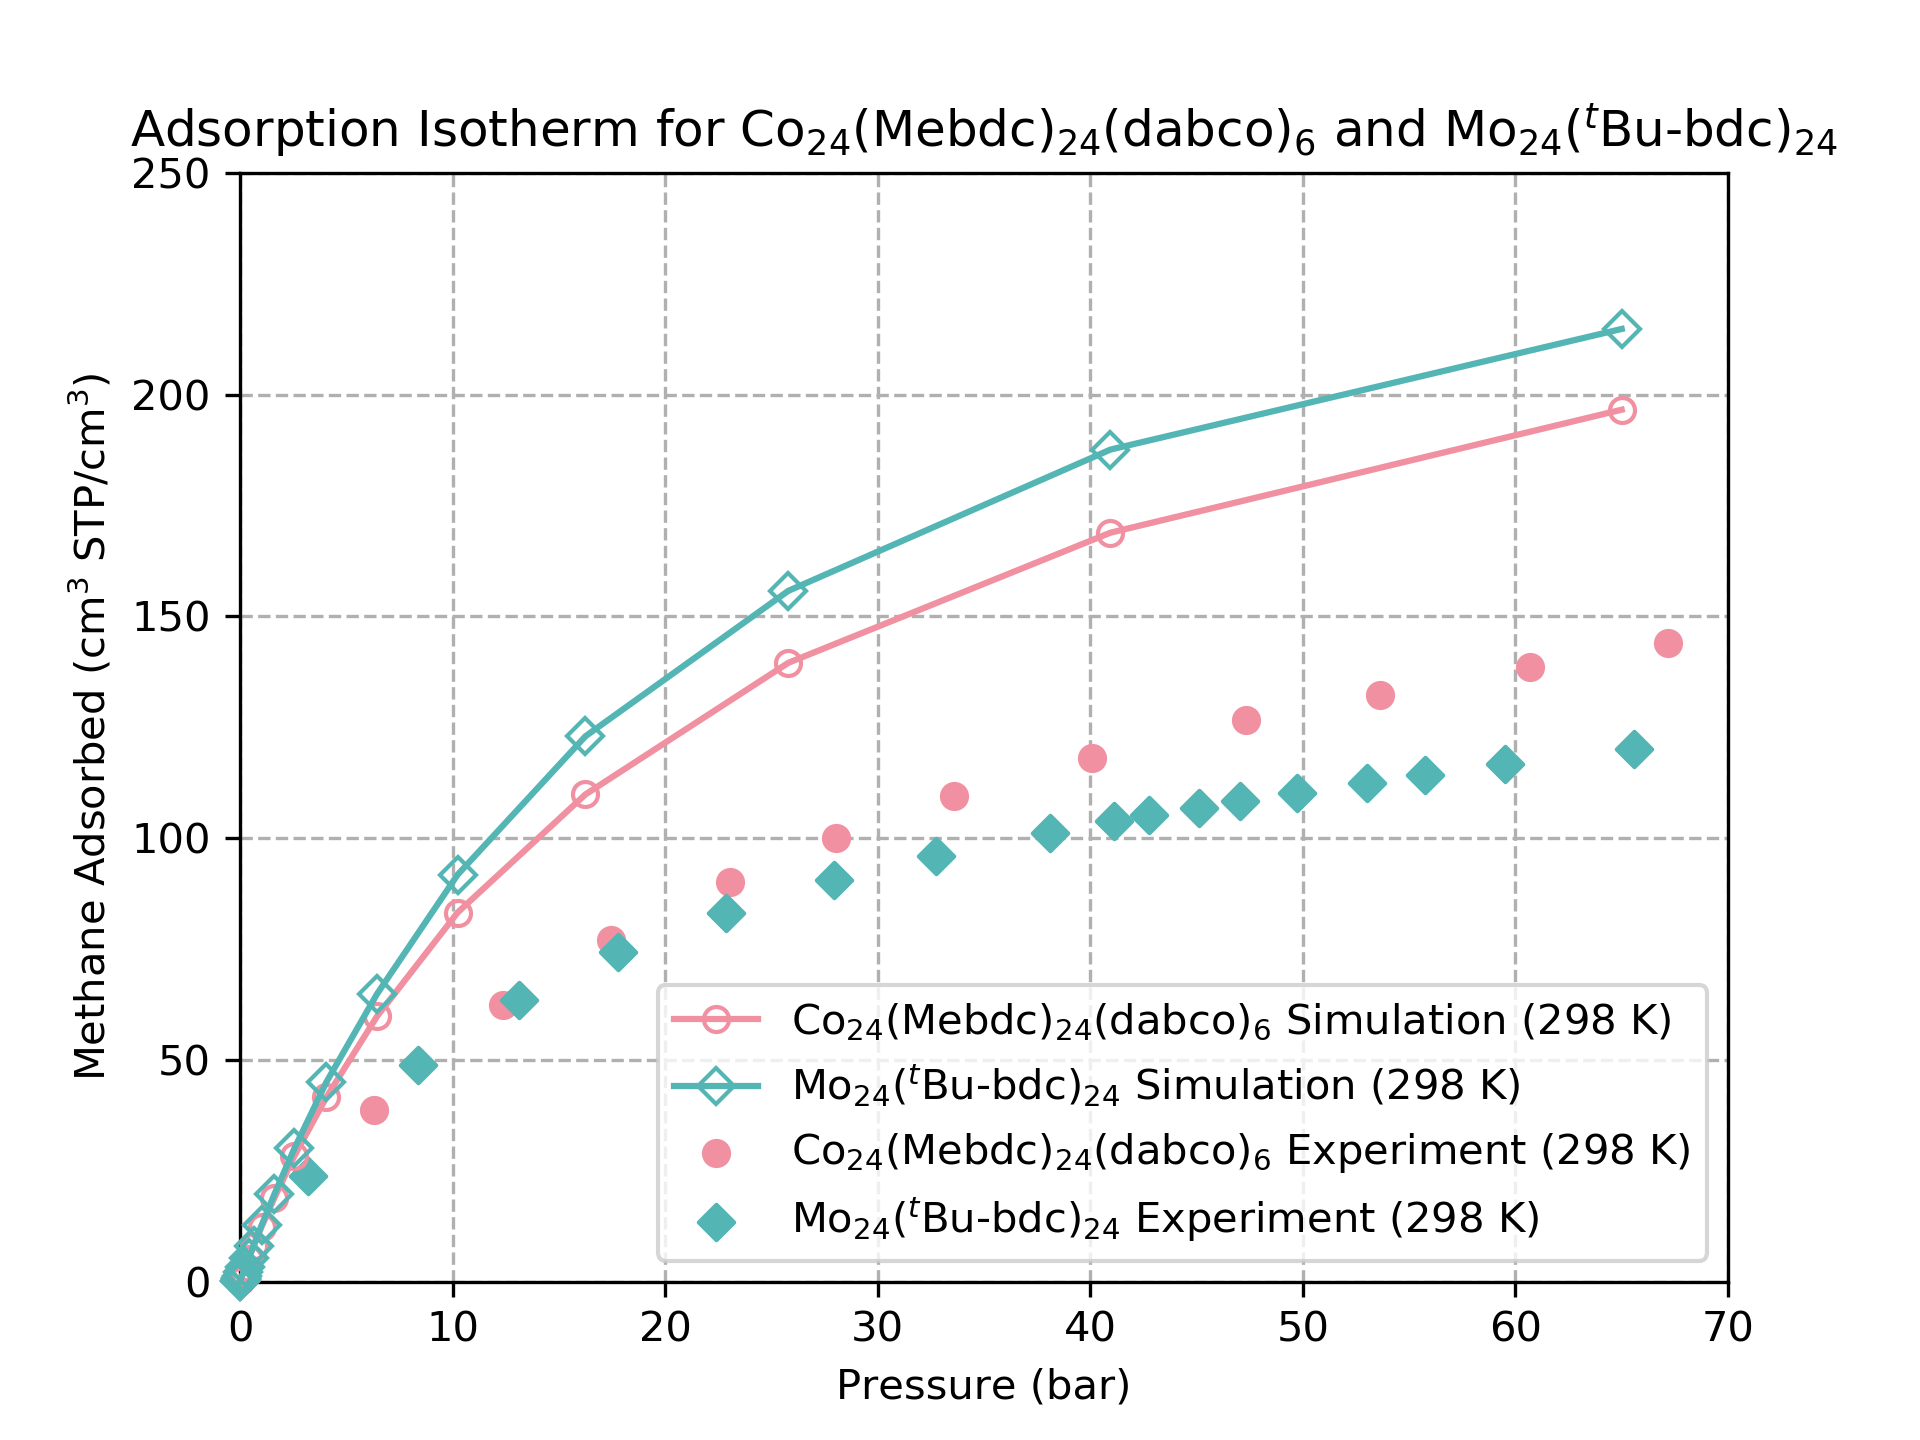 Adsorption Isotherm for Co₂₄(Mebdc)₂₄(dabco)₆ and Mo₂₄(ᵗBu-bdc)₂₄
250
200
150
100
50
0
Methane Adsorbed (cm³ STP/cm³)
Co₂₄(Mebdc)₂₄(dabco)₆ Simulation (298 K)
Mo₂₄(ᵗBu-bdc)₂₄ Simulation (298 K)
Co₂₄(Mebdc)₂₄(dabco)₆ Experiment (298 K)
Mo₂₄(ᵗBu-bdc)₂₄ Experiment (298 K)
0 10 20 30 40 50 60 70
Pressure (bar)